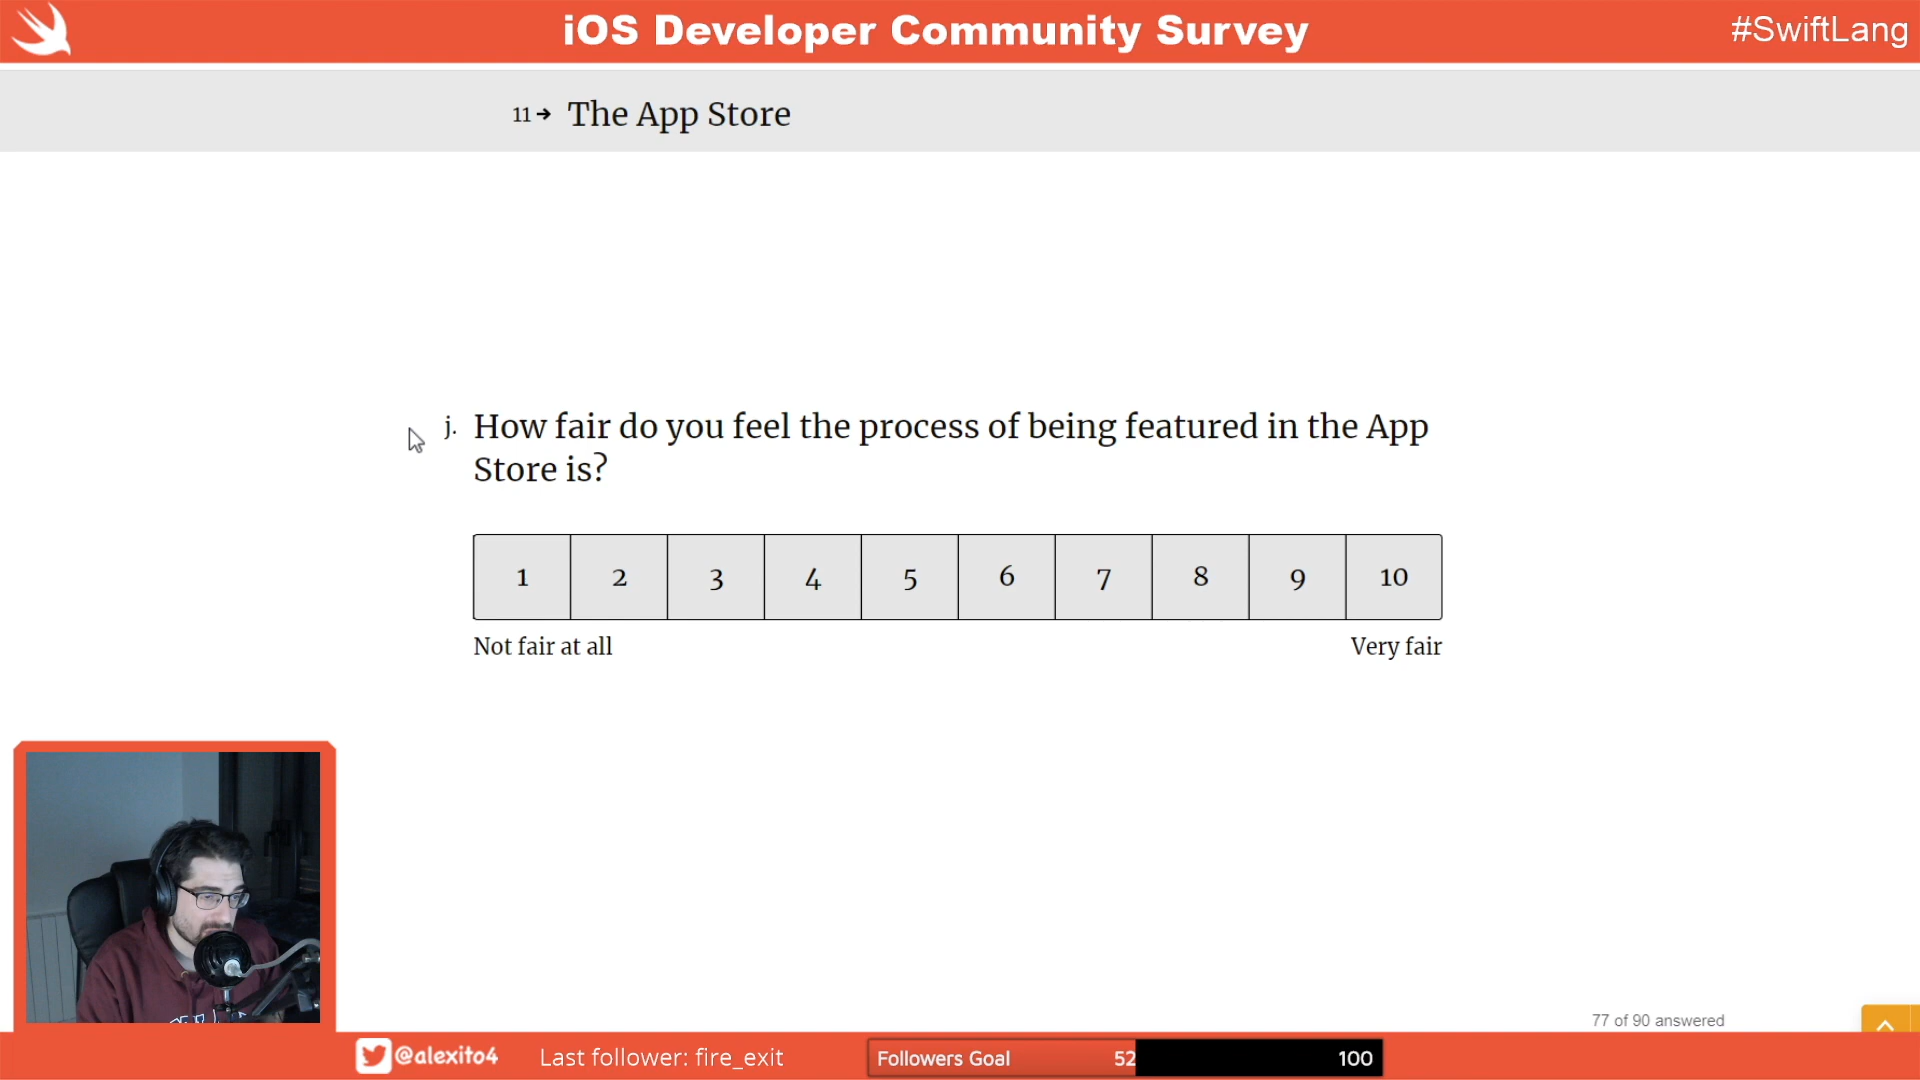 iOS Developer Community Survey
#SwiftLang
11 → The App Store
j. How fair do you feel the process of being featured in the App
Store is?
1 2 3 4 5 6 7 8 9 10
Not fair at all
Very fair
77 of 90 answered
@alexito4
Last follower: fire_exit
Followers Goal 52 100